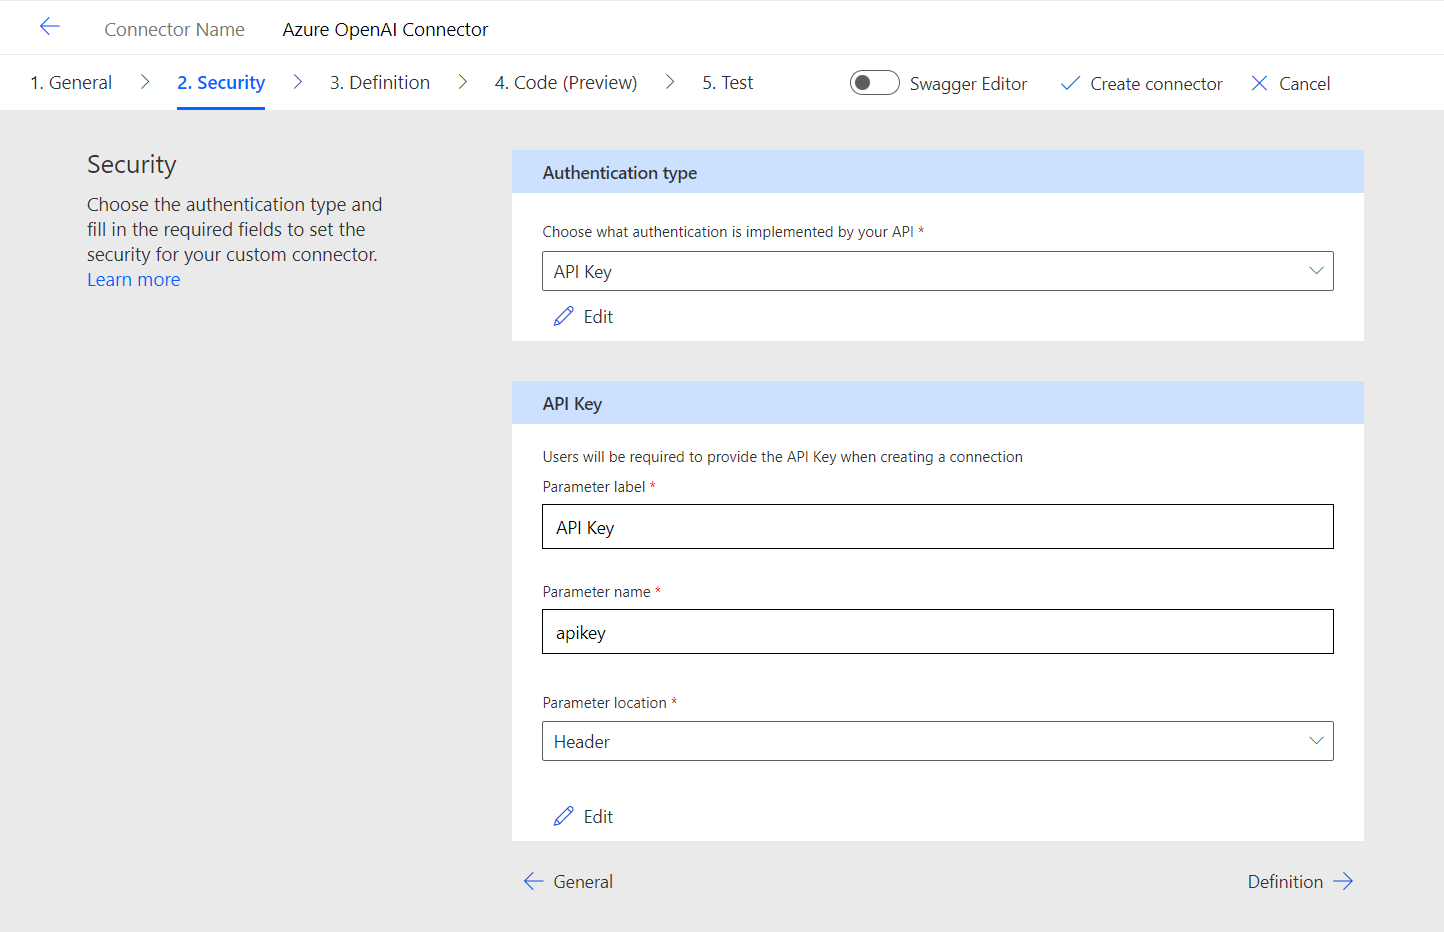 Connector Name Azure OpenAI Connector
1. General 2. Security 3. Definition 4. Code (Preview) 5. Test Swagger Editor Create connector Cancel
Security
Choose the authentication type and
fill in the required fields to set the
security for your custom connector.
Learn more
Authentication type
Choose what authentication is implemented by your API *
API Key
Edit
API Key
Users will be required to provide the API Key when creating a connection
Parameter label *
API Key
Parameter name *
apikey
Parameter location *
Header
Edit
General Definition